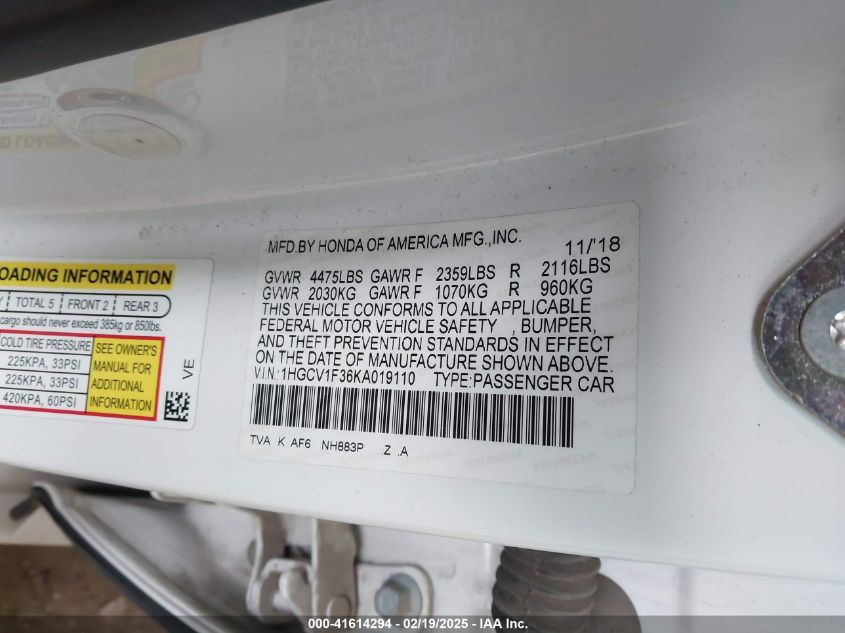 MFD.BY HONDA OF AMERICA MFG.,INC.
11/'18
GVWR 4475LBS GAWR F 2359LBS R 2116LBS
GVWR 2030KG GAWR F 1070KG R 960KG
THIS VEHICLE CONFORMS TO ALL APPLICABLE
FEDERAL MOTOR VEHICLE SAFETY , BUMPER,
AND THEFT PREVENTION STANDARDS IN EFFECT
ON THE DATE OF MANUFACTURE SHOWN ABOVE.
V.I.N.:1HGCV1F36KA019110 TYPE:PASSENGER CAR
TVA K AF6 NH883P .Z .A
LOADING INFORMATION
TOTAL 5 FRONT 2 REAR 3
cargo should never exceed 385kg or 850lbs.
COLD TIRE PRESSURE
225KPA, 33PSI
225KPA, 33PSI
420KPA, 60PSI
SEE OWNER'S
MANUAL FOR
ADDITIONAL
INFORMATION
VE
000-41614294 - 02/19/2025 - IAA Inc.